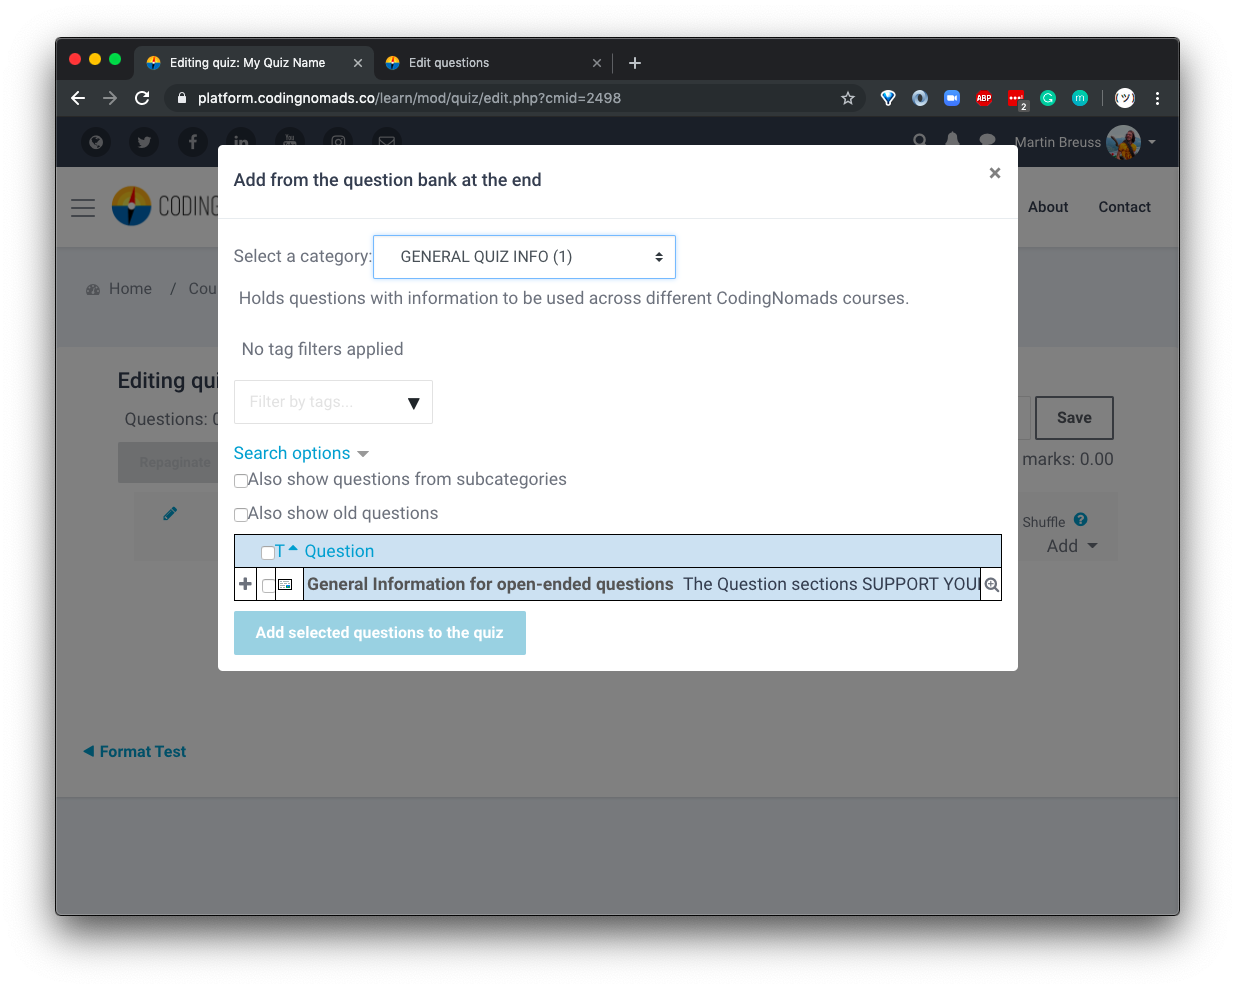 Editing quiz: My Quiz Name
Edit questions
platform.codingnomads.co/learn/mod/quiz/edit.php?cmid=2498
ABP
2
Martin Breuss
Add from the question bank at the end
CODING
About
Contact
Select a category:
GENERAL QUIZ INFO (1)
Home / Cou
Holds questions with information to be used across different CodingNomads courses.
No tag filters applied
Editing qui
Filter by tags...
Questions: 0
Save
Repaginate
marks: 0.00
Search options
Also show questions from subcategories
Also show old questions
Shuffle
Add
T Question
General Information for open-ended questions The Question sections SUPPORT YOU
Add selected questions to the quiz
Format Test